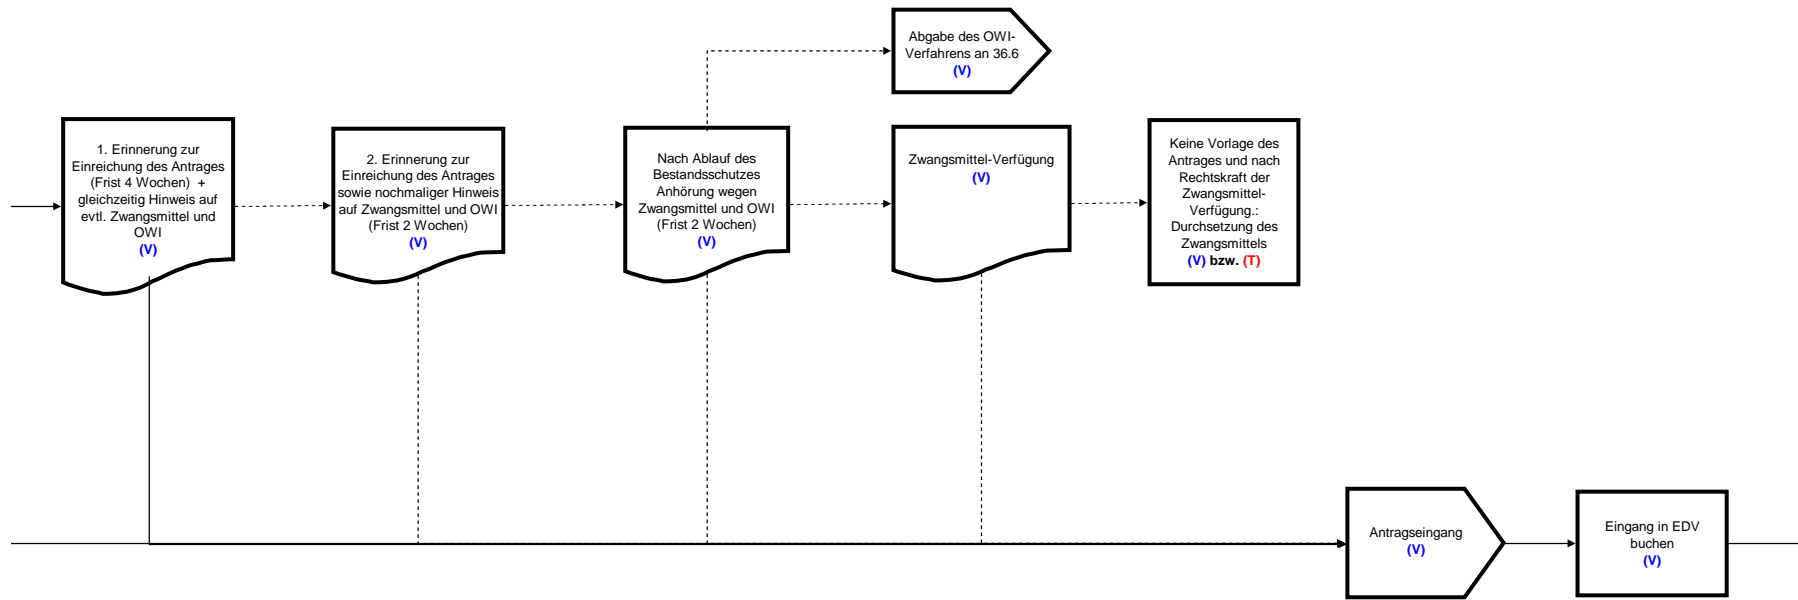 Abgabe des OWI-
Verfahrens an 36.6
(V)
1. Erinnerung zur
Einreichung des Antrages
(Frist 4 Wochen)  +
gleichzeitig Hinweis auf
evtl. Zwangsmittel und
OWI
(V)
2. Erinnerung zur
Einreichung des Antrages
sowie nochmaliger Hinweis
auf Zwangsmittel und OWI
(Frist 2 Wochen)
(V)
Nach Ablauf des
Bestandsschutzes
Anhörung wegen
Zwangsmittel und OWI
(Frist 2 Wochen)
(V)
Zwangsmittel-Verfügung
(V)
Keine Vorlage des
Antrages und nach
Rechtskraft der
Zwangsmittel-
Verfügung.:
Durchsetzung des
Zwangsmittels
(V) bzw. (T)
Antragseingang
(V)
Eingang in EDV
buchen
(V)